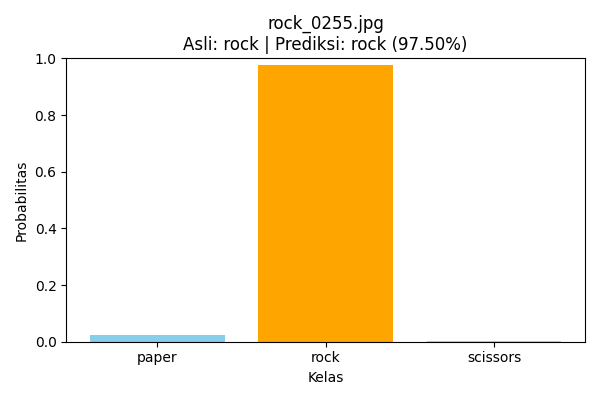 rock_0255.jpg
Asli: rock | Prediksi: rock (97.50%)
1.0
0.8
0.6
0.4
0.2
0.0
Probabilitas
paper rock scissors
Kelas